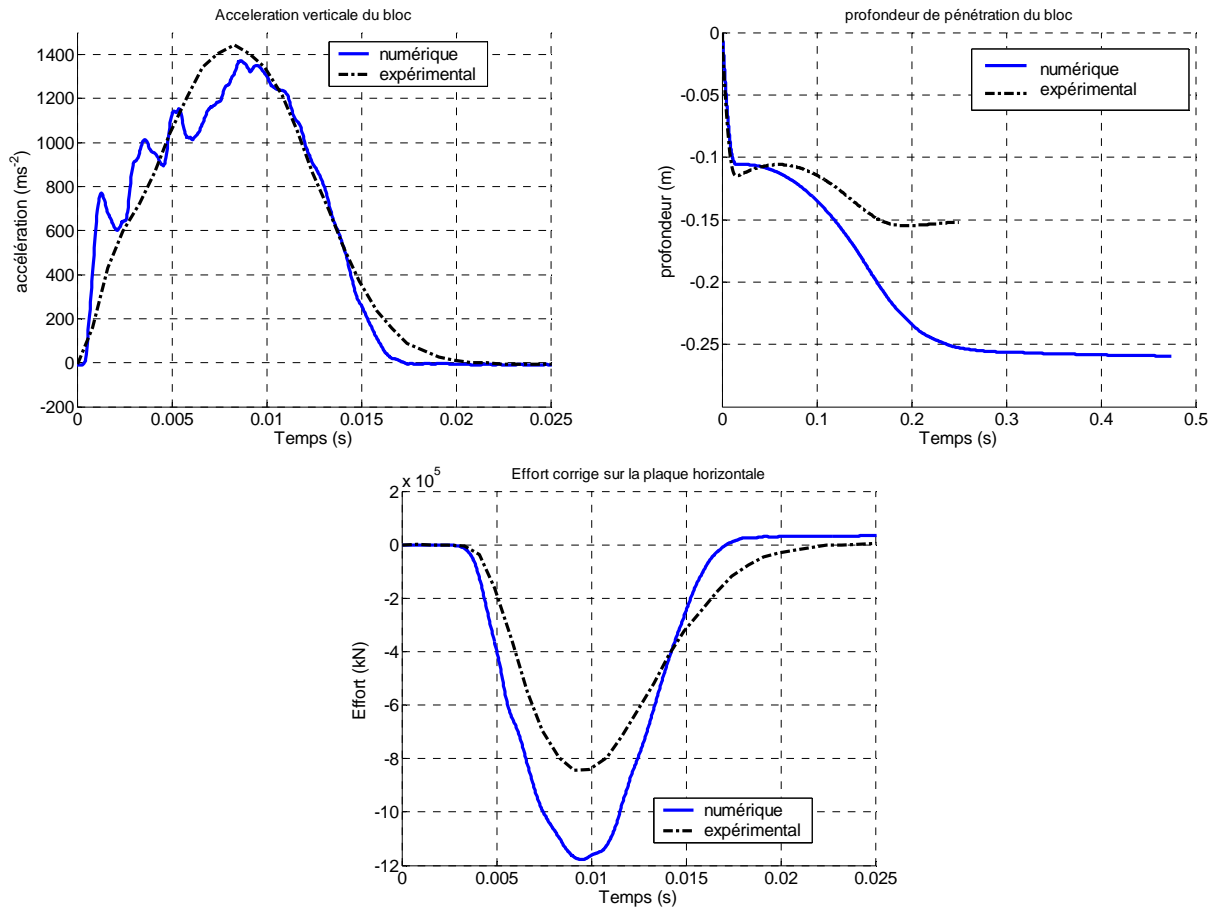 Acceleration verticale du bloc
1400
1200
1000
800
600
400
200
0
-200
accélération (ms-2)
numérique
expérimental
0 0.005 0.01 0.015 0.02 0.025
Temps (s)
profondeur de pénétration du bloc
0
-0.05
-0.1
-0.15
-0.2
-0.25
profondeur (m)
numérique
expérimental
0 0.1 0.2 0.3 0.4 0.5
Temps (s)
Effort corrige sur la plaque horizontale
x 10^5
2
0
-2
-4
-6
-8
-10
-12
Effort (kN)
numérique
expérimental
0 0.005 0.01 0.015 0.02 0.025
Temps (s)